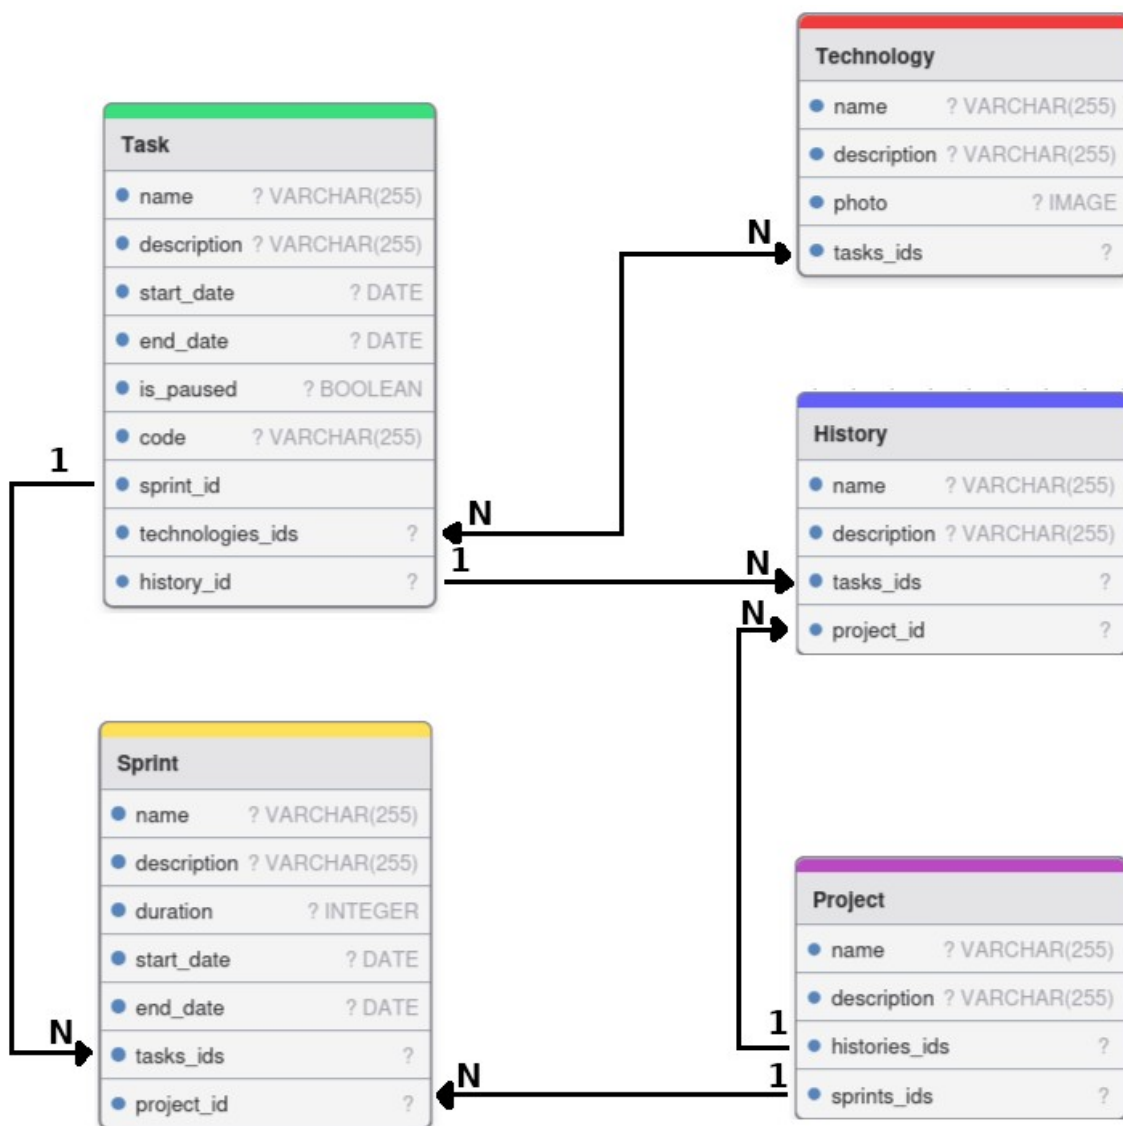 Technology
name ? VARCHAR(255)
description ? VARCHAR(255)
photo ? IMAGE
tasks_ids ?
N
Task
name ? VARCHAR(255)
description ? VARCHAR(255)
start_date ? DATE
end_date ? DATE
is_paused ? BOOLEAN
code ? VARCHAR(255)
sprint_id
technologies_ids ?
history_id ?
1
N
1
N
N
History
name ? VARCHAR(255)
description ? VARCHAR(255)
tasks_ids ?
project_id ?
Sprint
name ? VARCHAR(255)
description ? VARCHAR(255)
duration ? INTEGER
start_date ? DATE
end_date ? DATE
tasks_ids ?
project_id ?
N
N
1
1
Project
name ? VARCHAR(255)
description ? VARCHAR(255)
histories_ids ?
sprints_ids ?